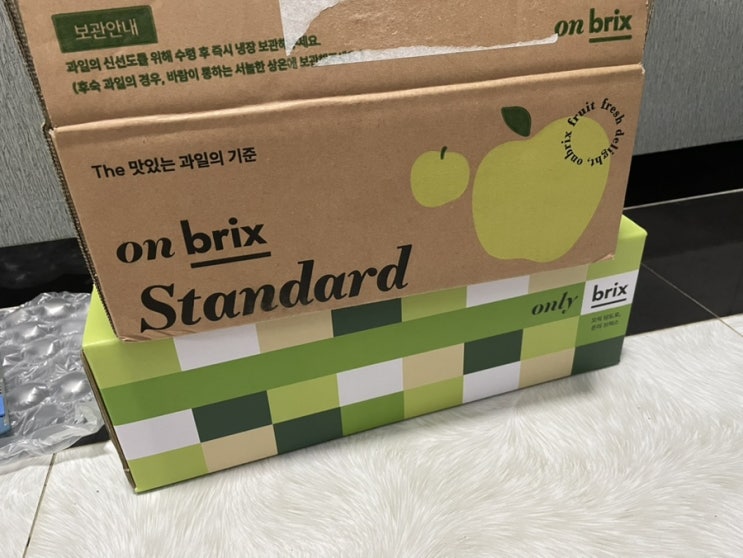 보관안내
과일의 신선도를 위해 수령 후 즉시 냉장 보관
(후숙 과일의 경우, 바람이 통하는 서늘한 상온에
on brix
The 맛있는 과일의 기준
onbrix fruit fresh delight,
on brix
Standard
only
brix